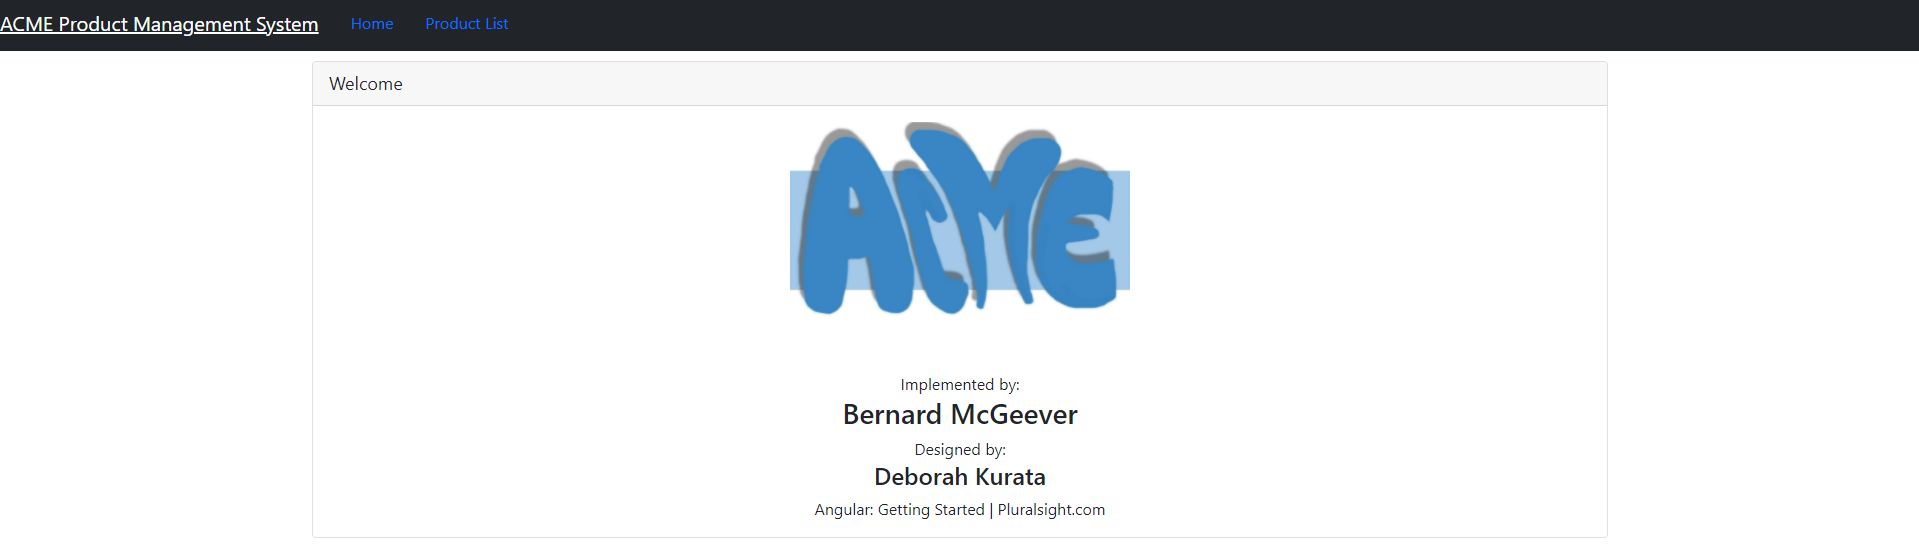 ACME Product Management System Home Product List
Welcome
ACME
Implemented by:
Bernard McGeever
Designed by:
Deborah Kurata
Angular: Getting Started | Pluralsight.com